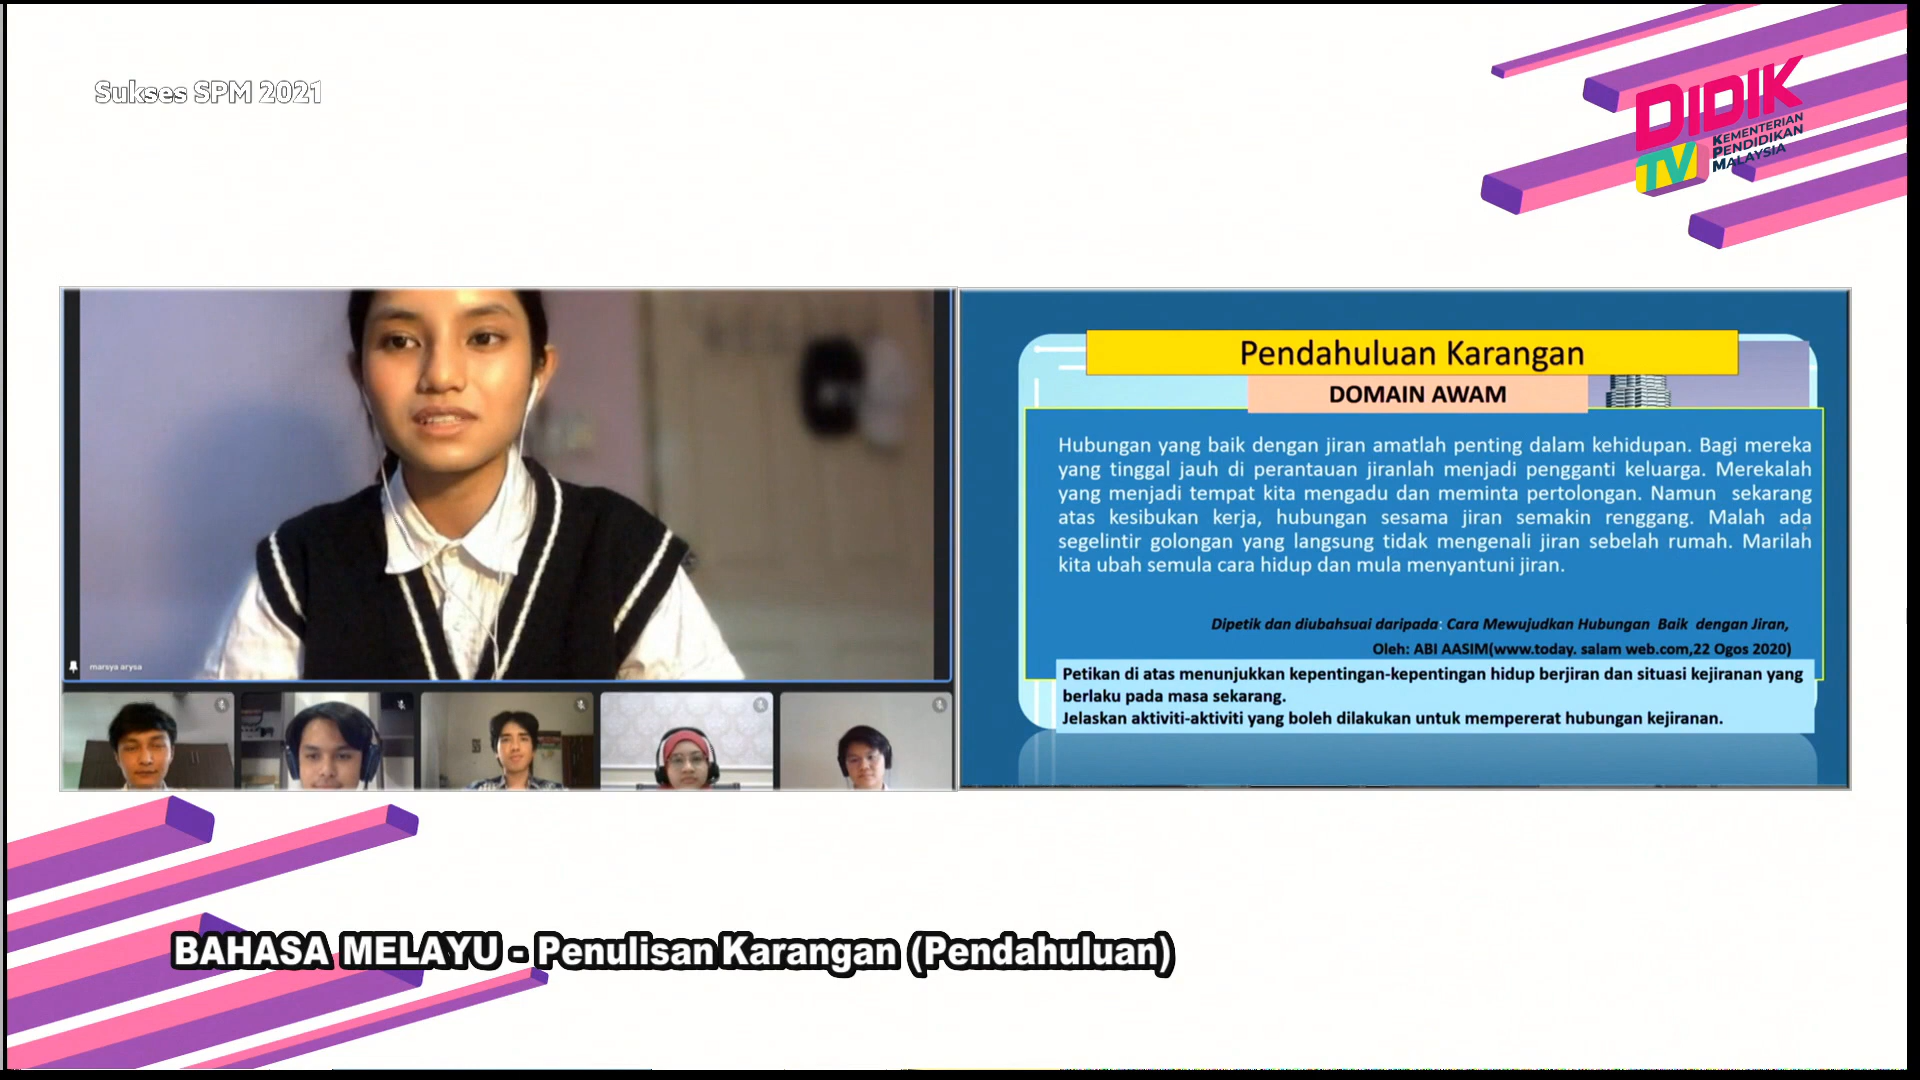 Sukses SPM 2021
DIDIK
TV
KEMENTERIAN
PENDIDIKAN
MALAYSIA
marsya arysa
Pendahuluan Karangan
DOMAIN AWAM
Hubungan yang baik dengan jiran amatlah penting dalam kehidupan. Bagi mereka
yang tinggal jauh di perantauan jiranlah menjadi pengganti keluarga. Merekalah
yang menjadi tempat kita mengadu dan meminta pertolongan. Namun sekarang
atas kesibukan kerja, hubungan sesama jiran semakin renggang. Malah ada
segelintir golongan yang langsung tidak mengenali jiran sebelah rumah. Marilah
kita ubah semula cara hidup dan mula menyantuni jiran.
Dipetik dan diubahsuai daripada: Cara Mewujudkan Hubungan Baik dengan Jiran,
Oleh: ABI AASIM(www.today. salam web.com,22 Ogos 2020)
Petikan di atas menunjukkan kepentingan-kepentingan hidup berjiran dan situasi kejiranan yang
berlaku pada masa sekarang.
Jelaskan aktiviti-aktiviti yang boleh dilakukan untuk mempererat hubungan kejiranan.
BAHASA MELAYU - Penulisan Karangan (Pendahuluan)